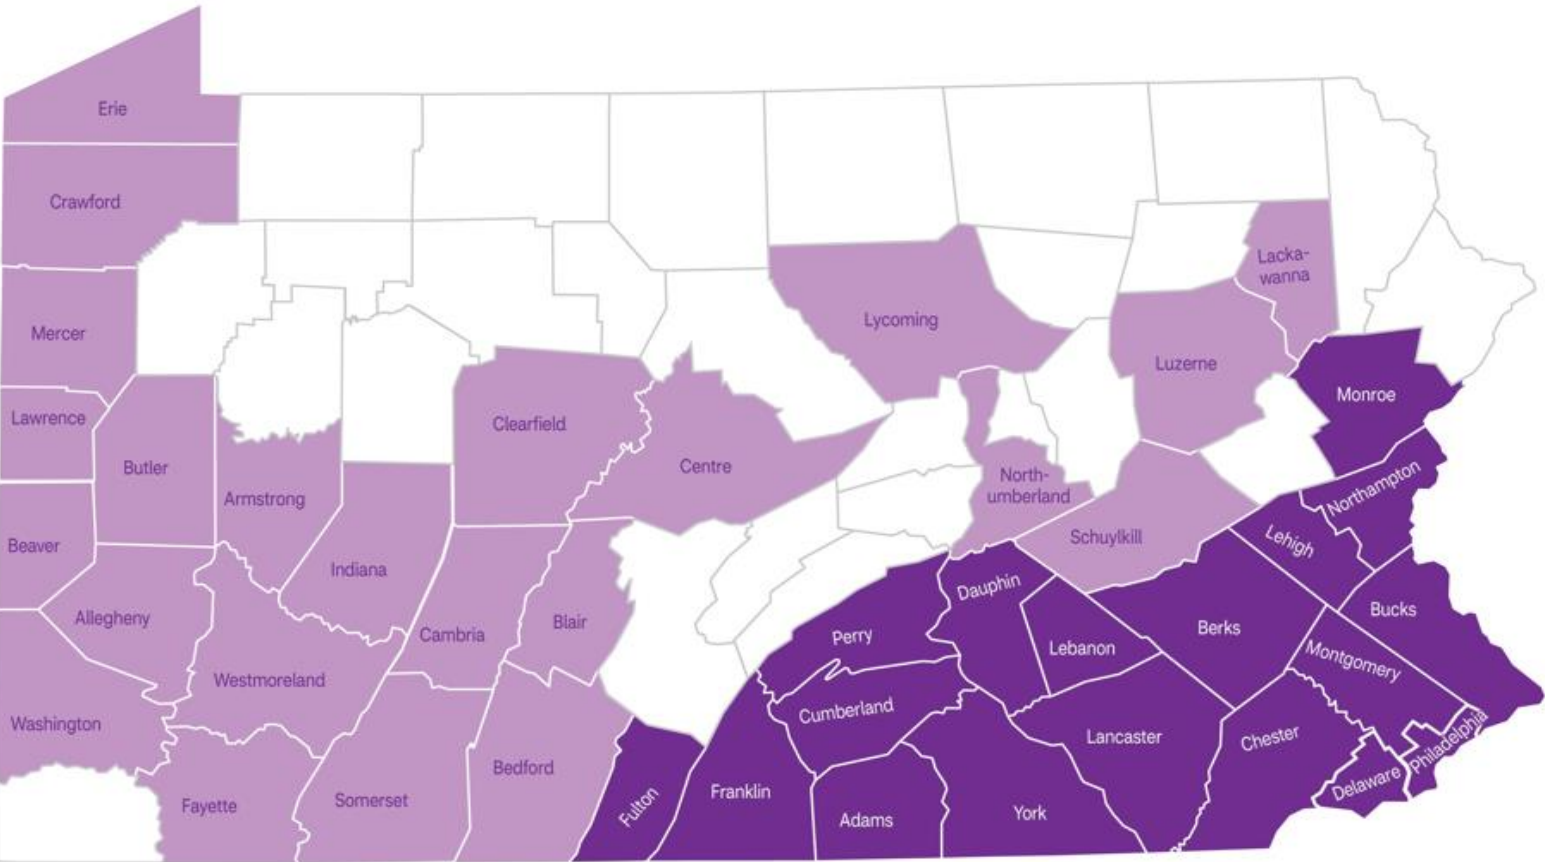 Erie
Crawford
Lacka-
wanna
Mercer
Lycoming
Luzerne
Monroe
Lawrence
Clearfield
Butler
Centre
Armstrong
North-
umberland
Northampton
Beaver
Indiana
Schuylkill
Lehigh
Allegheny
Cambria
Blair
Dauphin
Bucks
Perry
Lebanon
Berks
Montgomery
Westmoreland
Washington
Cumberland
Lancaster
Chester
Philadelphia
Bedford
Fayette
Somerset
Fulton
Franklin
Adams
York
Delaware